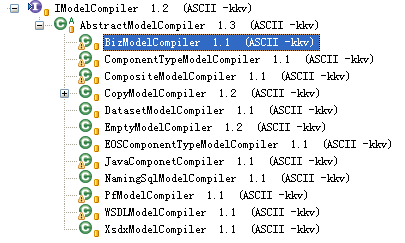 IModelCompiler 1.2 (ASCII -kkv)
AbstractModelCompiler 1.3 (ASCII -kkv)
BizModelCompiler 1.1 (ASCII -kkv)
ComponentTypeModelCompiler 1.1 (ASCII -kkv)
CompositeModelCompiler 1.1 (ASCII -kkv)
CopyModelCompiler 1.2 (ASCII -kkv)
DatasetModelCompiler 1.1 (ASCII -kkv)
EmptyModelCompiler 1.2 (ASCII -kkv)
EOSComponentTypeModelCompiler 1.1 (ASCII -kkv)
JavaComponetCompiler 1.1 (ASCII -kkv)
NamingSqlModelCompiler 1.1 (ASCII -kkv)
PfModelCompiler 1.1 (ASCII -kkv)
WSDLModelCompiler 1.1 (ASCII -kkv)
XsdxModelCompiler 1.1 (ASCII -kkv)